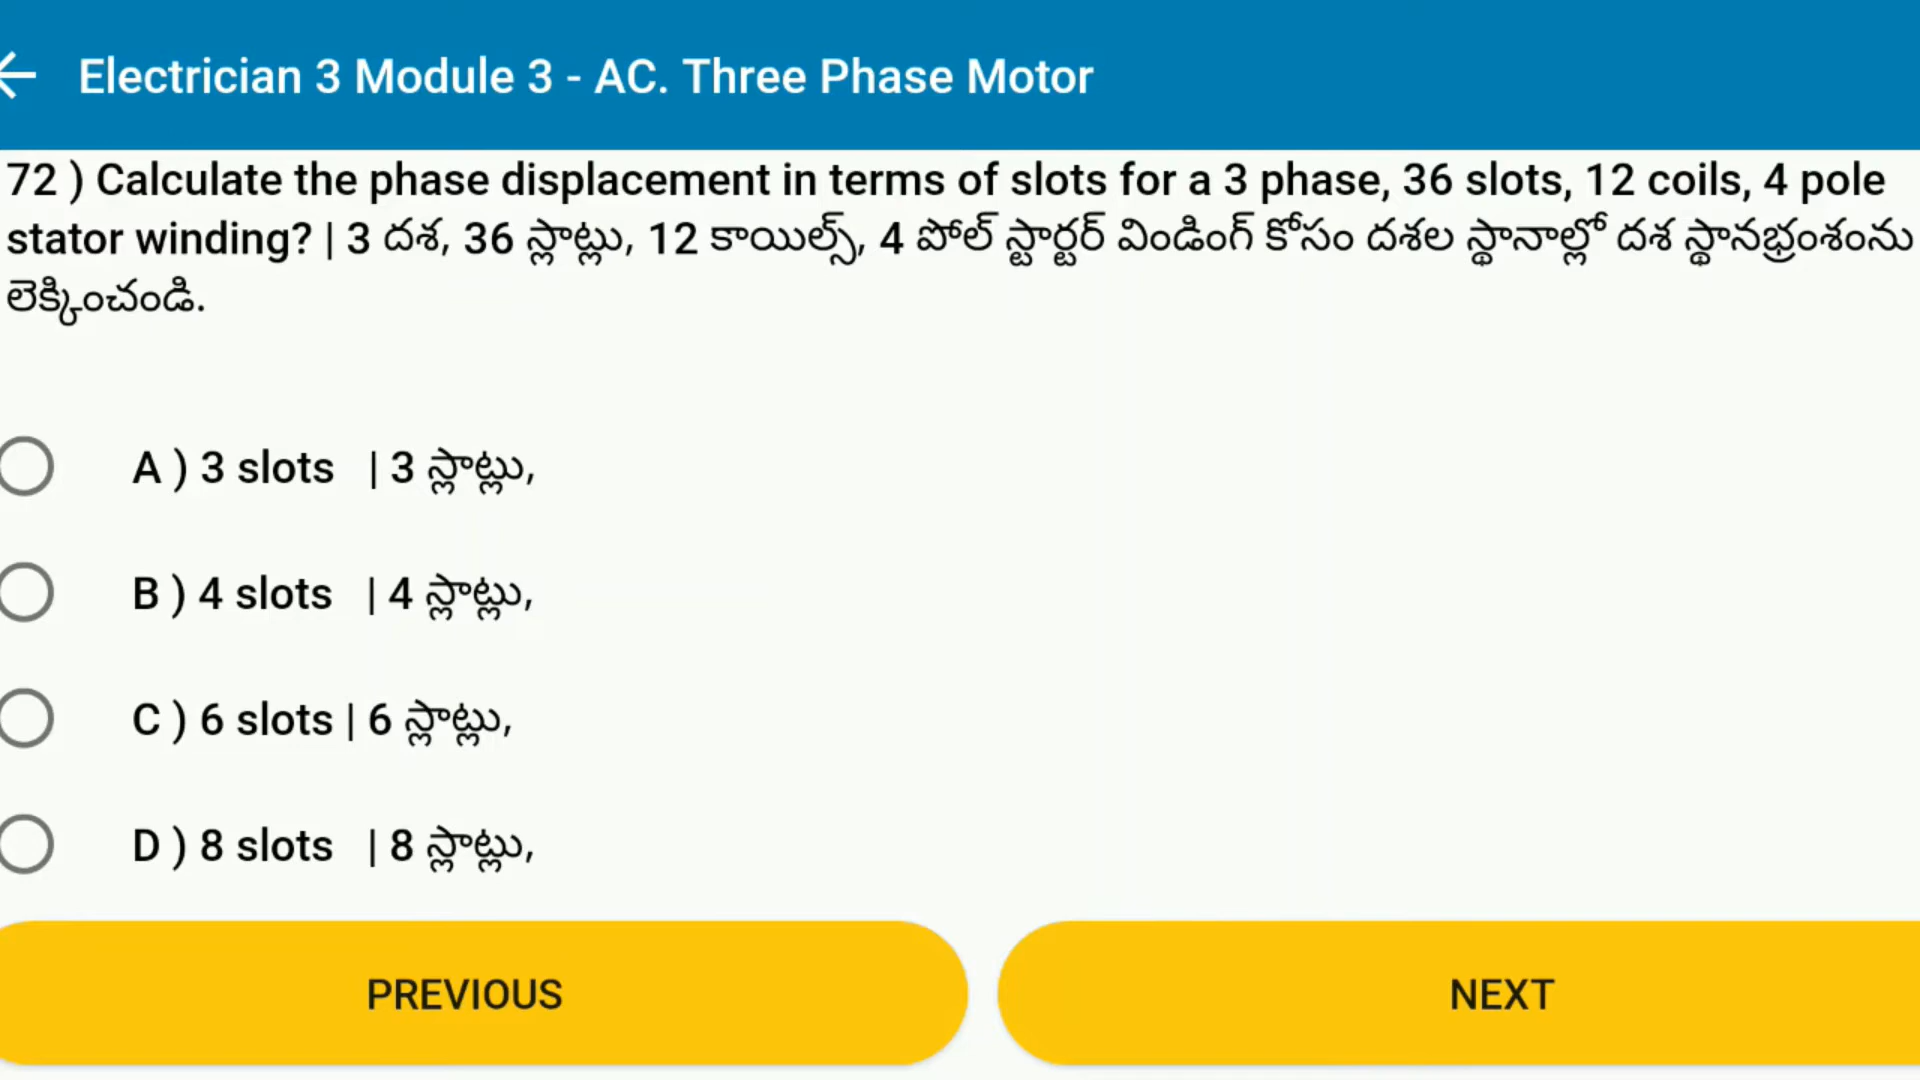 Electrician 3 Module 3 - AC. Three Phase Motor
72 ) Calculate the phase displacement in terms of slots for a 3 phase, 36 slots, 12 coils, 4 pole
stator winding? | 3 దశ, 36 స్లాట్లు, 12 కాయిల్స్, 4 పోల్ స్టార్టర్ విండింగ్ కోసం దశల స్థానాల్లో దశ స్థానభ్రంశంను
లెక్కించండి.
A ) 3 slots | 3 స్లాట్లు,
B ) 4 slots | 4 స్లాట్లు,
C ) 6 slots | 6 స్లాట్లు,
D ) 8 slots | 8 స్లాట్లు,
PREVIOUS
NEXT